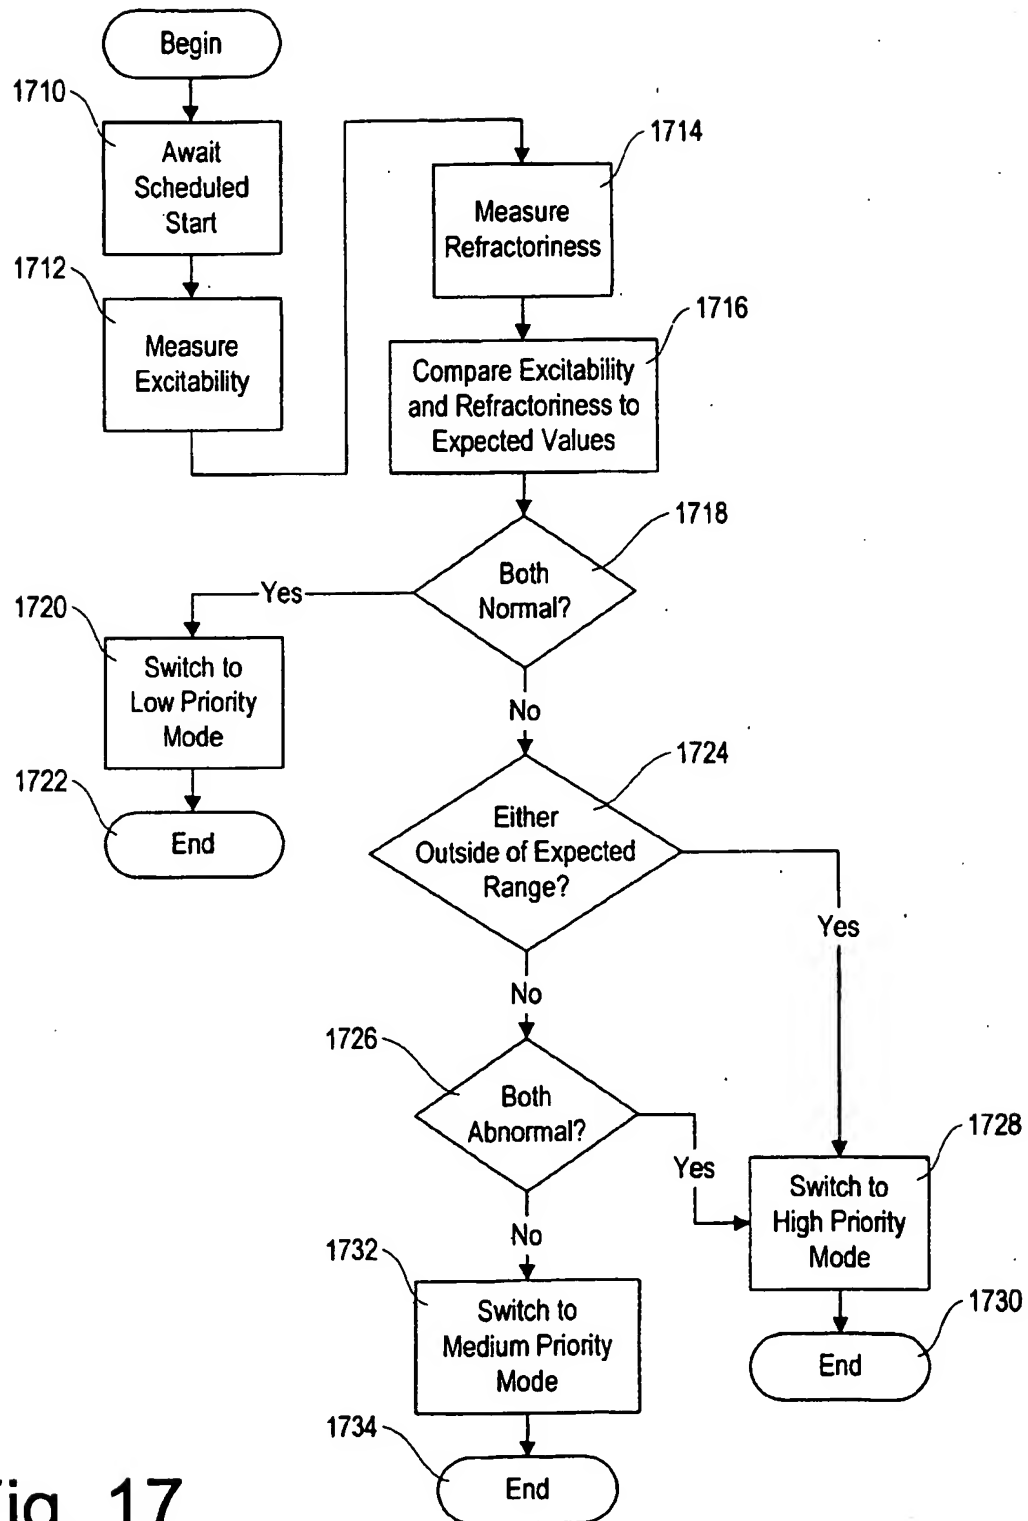 Begin
1710
Await
Scheduled
Start
1712
Measure
Excitability
1714
Measure
Refractoriness
1716
Compare Excitability
and Refractoriness to
Expected Values
1718
Both
Normal?
Yes
1720
Switch to
Low Priority
Mode
1722
End
No
1724
Either
Outside of Expected
Range?
Yes
No
1726
Both
Abnormal?
Yes
1728
Switch to
High Priority
Mode
1730
End
No
1732
Switch to
Medium Priority
Mode
1734
End
Fig. 17